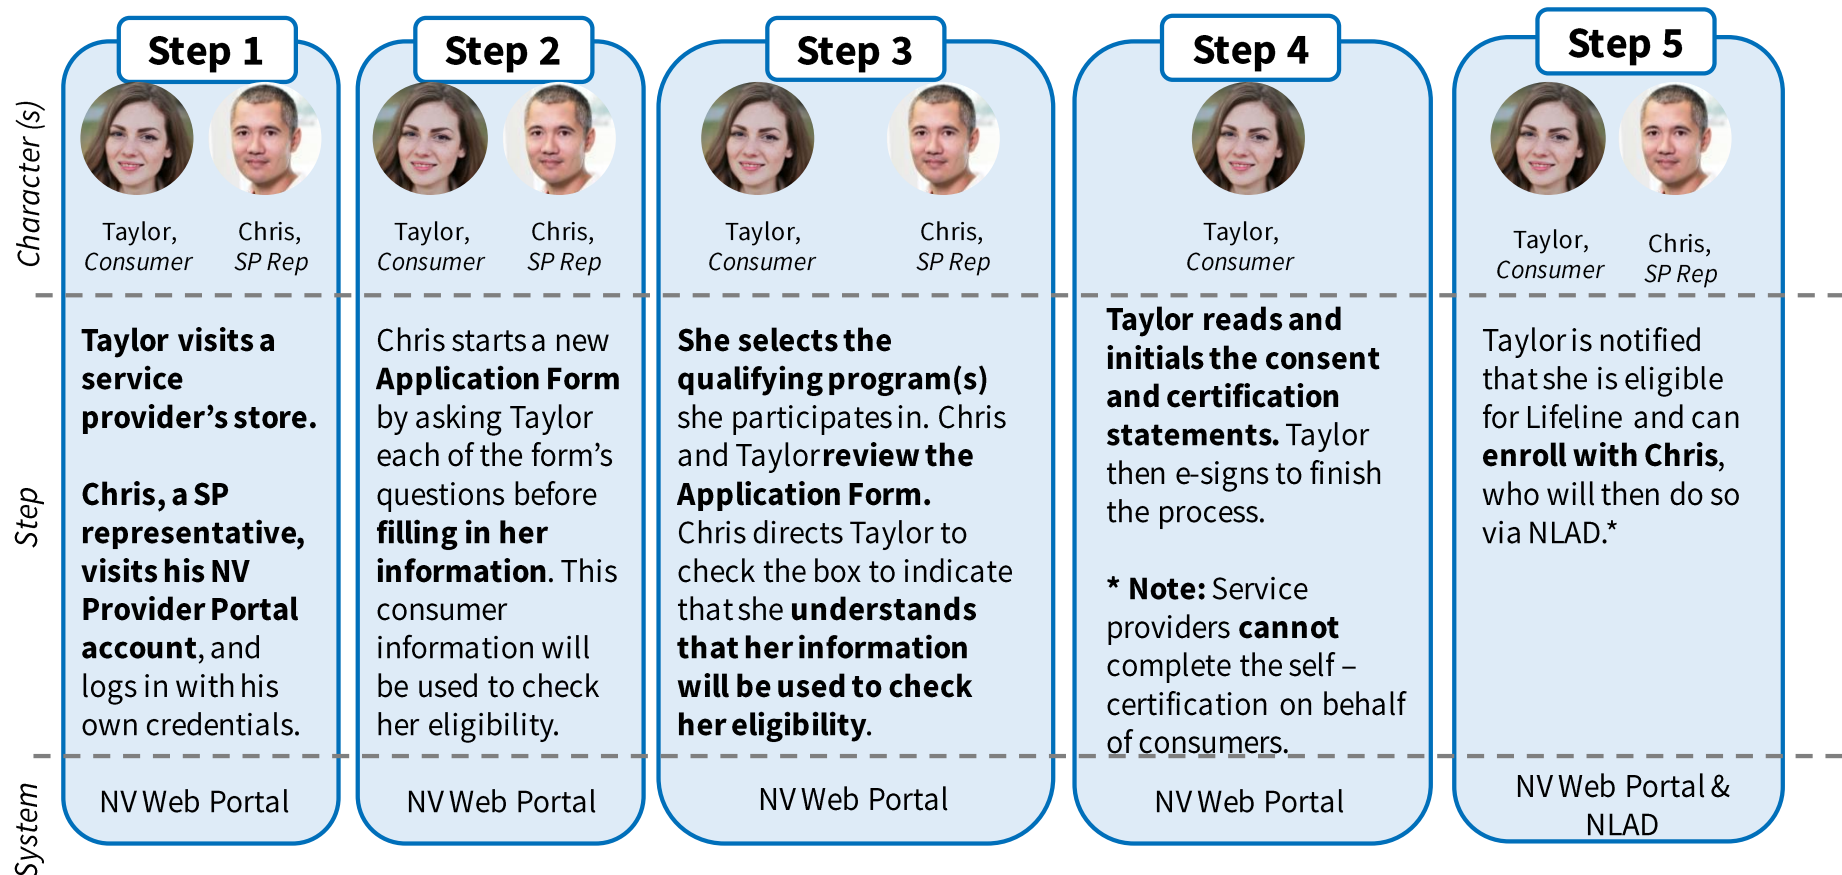 Step 1
Step 2
Step 3
Step 4
Step 5
Character (s)
Taylor,
Consumer
Chris,
SP Rep
Taylor,
Consumer
Chris,
SP Rep
Taylor,
Consumer
Chris,
SP Rep
Taylor,
Consumer
Taylor,
Consumer
Chris,
SP Rep
Step
Taylor visits a
service
provider’s store.
Chris, a SP
representative,
visits his NV
Provider Portal
account, and
logs in with his
own credentials.
Chris starts a new
Application Form
by asking Taylor
each of the form’s
questions before
filling in her
information. This
consumer
information will
be used to check
her eligibility.
She selects the
qualifying program(s)
she participates in. Chris
and Taylor review the
Application Form.
Chris directs Taylor to
check the box to indicate
that she understands
that her information
will be used to check
her eligibility.
Taylor reads and
initials the consent
and certification
statements. Taylor
then e-signs to finish
the process.
* Note: Service
providers cannot
complete the self –
certification on behalf
of consumers.
Taylor is notified
that she is eligible
for Lifeline and can
enroll with Chris,
who will then do so
via NLAD.*
System
NV Web Portal
NV Web Portal
NV Web Portal
NV Web Portal
NV Web Portal &
NLAD